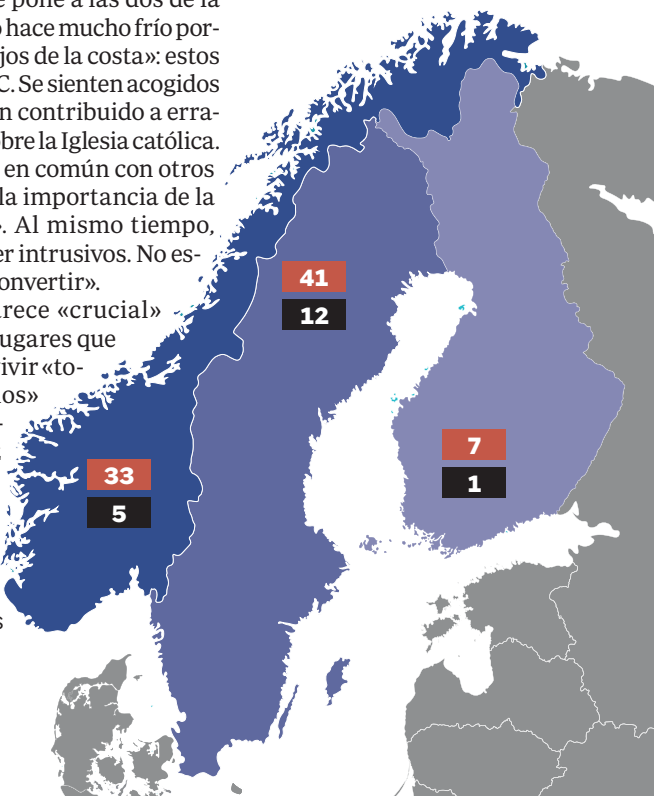 pone a las dos de la
hace mucho frío por-
jos de la costa»: estos
C. Se sienten acogidos
n contribuido a erra-
bre la Iglesia católica.
en común con otros
la importancia de la
». Al mismo tiempo,
er intrusivos. No es-
onvertir».
rece «crucial»
ugares que
vivir «to-
os»
-
41
12
7
1
33
5
s